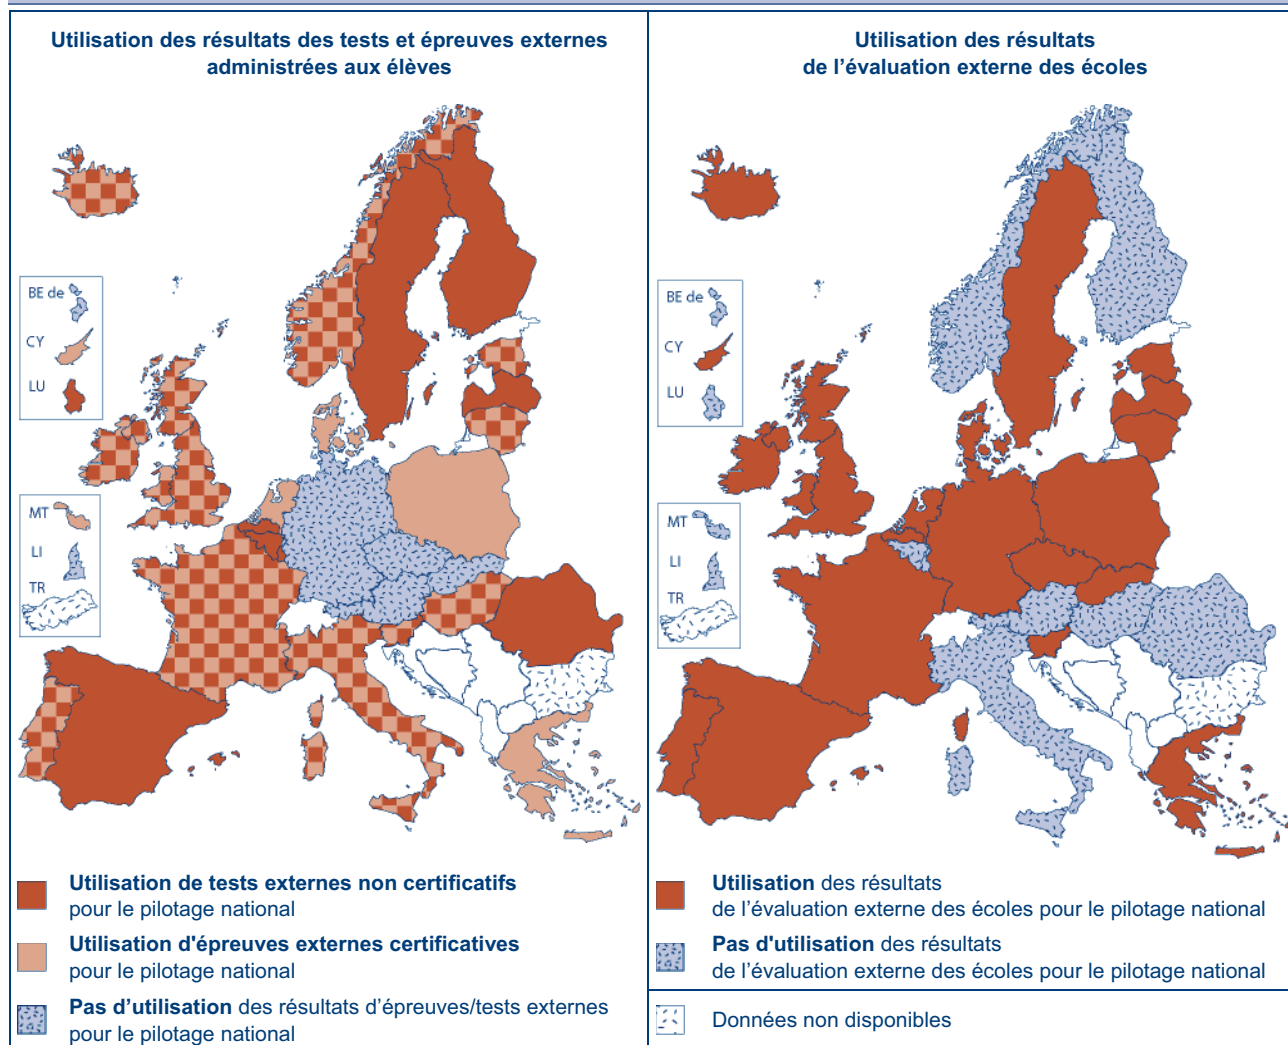 Utilisation des résultats des tests et épreuves externes
administrées aux élèves
BE de
CY
LU
MT
LI
TR
Utilisation de tests externes non certificatifs
pour le pilotage national
Utilisation d'épreuves externes certificatives
pour le pilotage national
Pas d’utilisation des résultats d’épreuves/tests externes
pour le pilotage national
Utilisation des résultats
de l’évaluation externe des écoles
BE de
CY
LU
MT
LI
TR
Utilisation des résultats
de l’évaluation externe des écoles pour le pilotage national
Pas d'utilisation des résultats
de l’évaluation externe des écoles pour le pilotage national
Données non disponibles